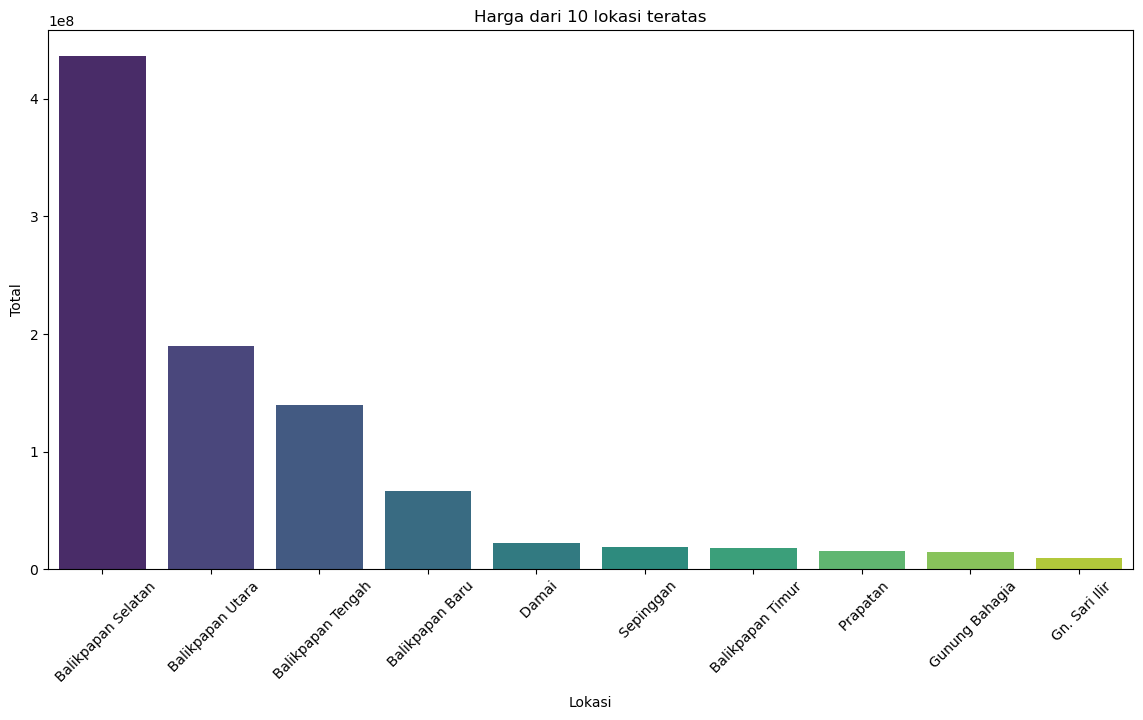 Harga dari 10 lokasi teratas
1e8
4
3
2
1
0
Total
Balikpapan Selatan
Balikpapan Utara
Balikpapan Tengah
Balikpapan Baru
Damai
Sepinggan
Balikpapan Timur
Prapatan
Gunung Bahagia
Gn. Sari Ilir
Lokasi